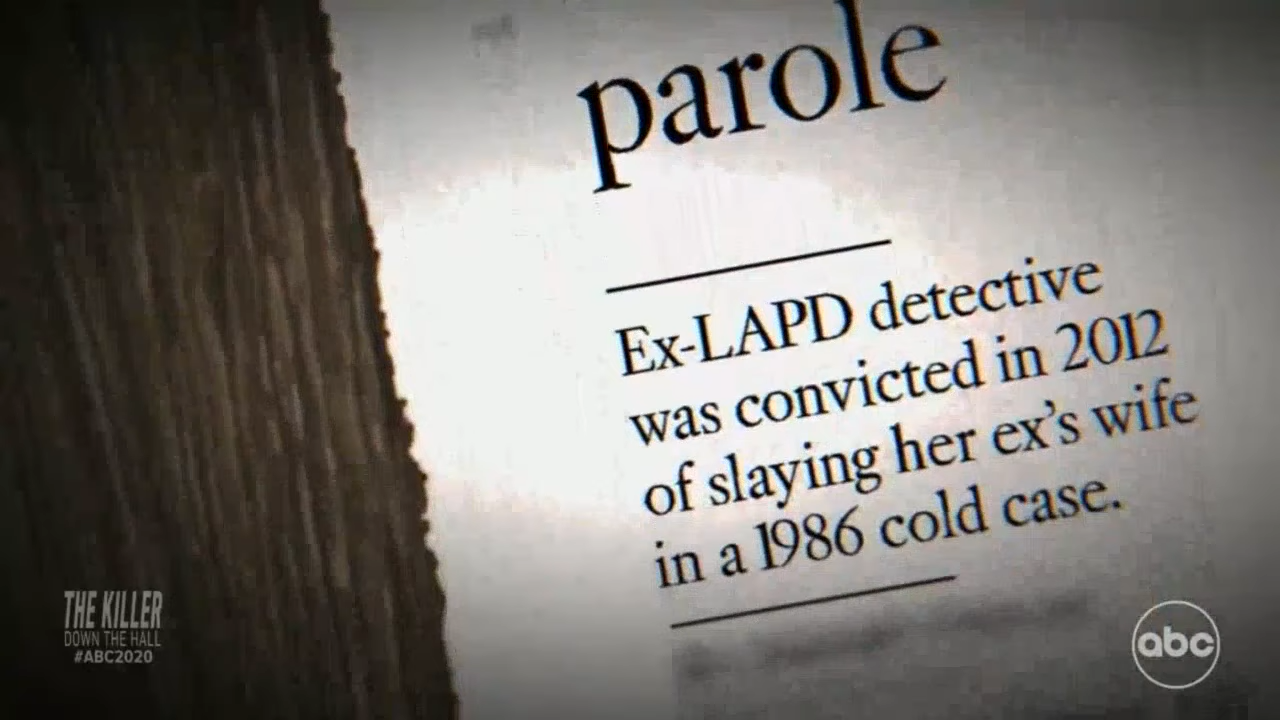 parole
Ex-LAPD detective
was convicted in 2012
of slaying her ex's wife
in a 1986 cold case.
THE KILLER
DOWN THE HALL
#ABC2020
abc